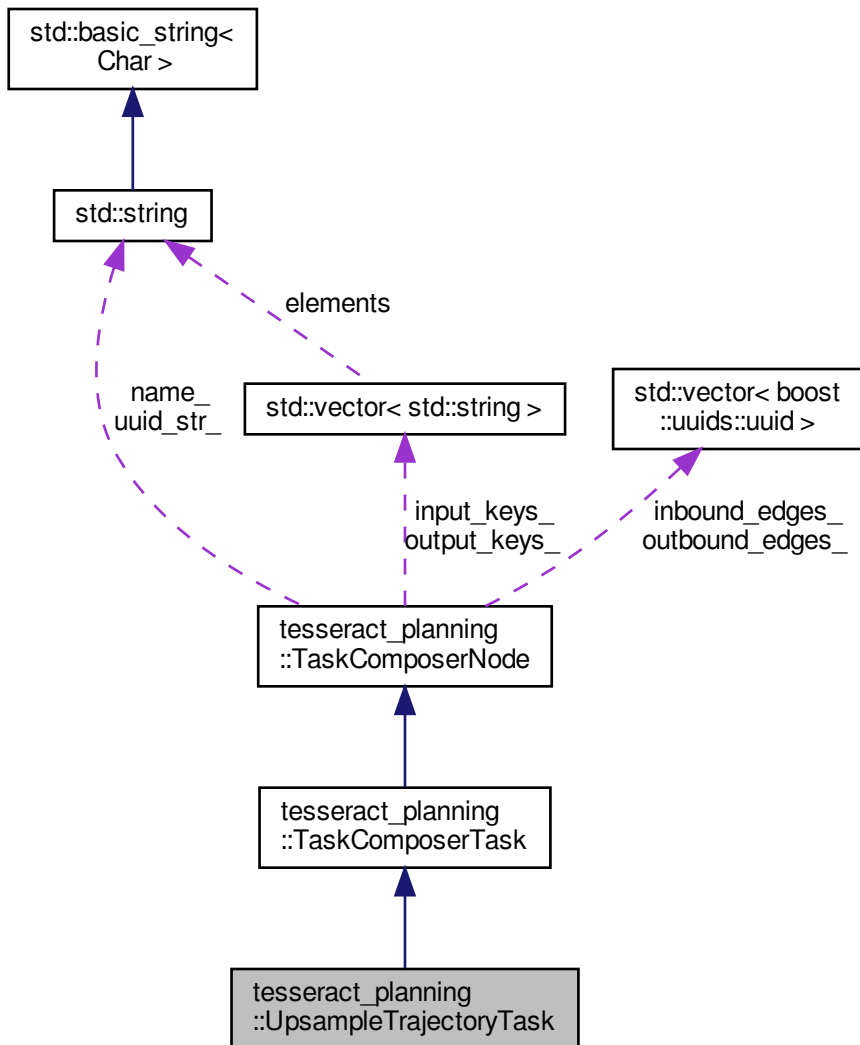 std::basic_string<
Char >
std::string
elements
name_
uuid_str_
std::vector< std::string >
std::vector< boost
::uuids::uuid >
input_keys_
output_keys_
inbound_edges_
outbound_edges_
tesseract_planning
::TaskComposerNode
tesseract_planning
::TaskComposerTask
tesseract_planning
::UpsampleTrajectoryTask